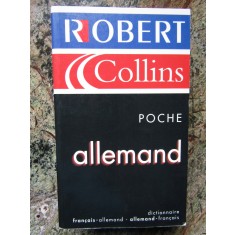 ROBERT
Collins
POCHE
allemand
dictionnaire
français-allemand • allemand-français